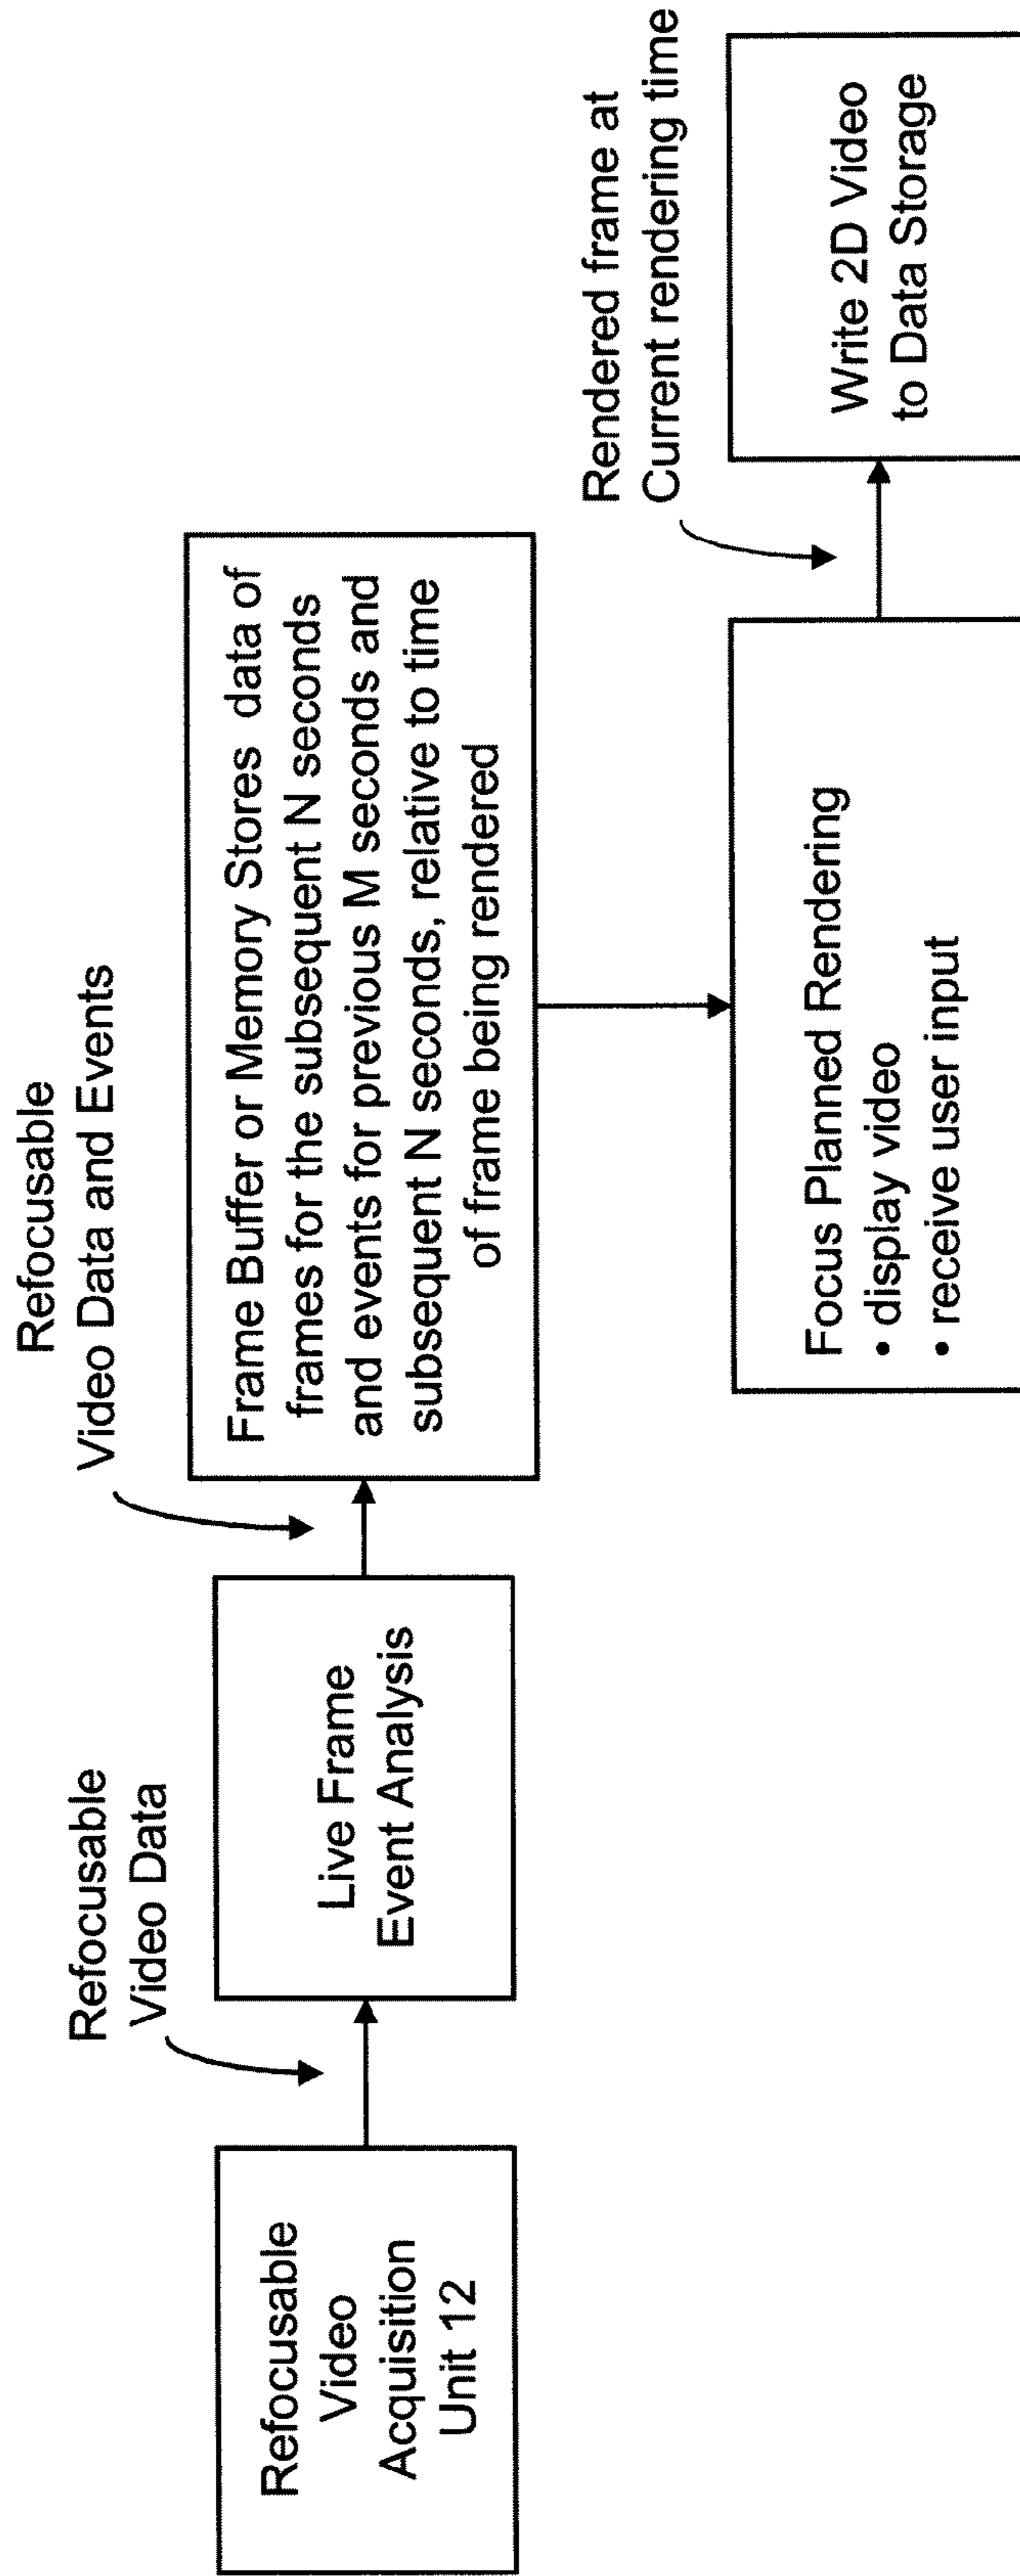 Refocusable
Video
Acquisition
Unit 12
Refocusable
Video Data
Live Frame
Event Analysis
Refocusable
Video Data and Events
Frame Buffer or Memory Stores data of
frames for the subsequent N seconds
and events for previous M seconds and
subsequent N seconds, relative to time
of frame being rendered
Focus Planned Rendering
• display video
• receive user input
Rendered frame at
Current rendering time
Write 2D Video
to Data Storage